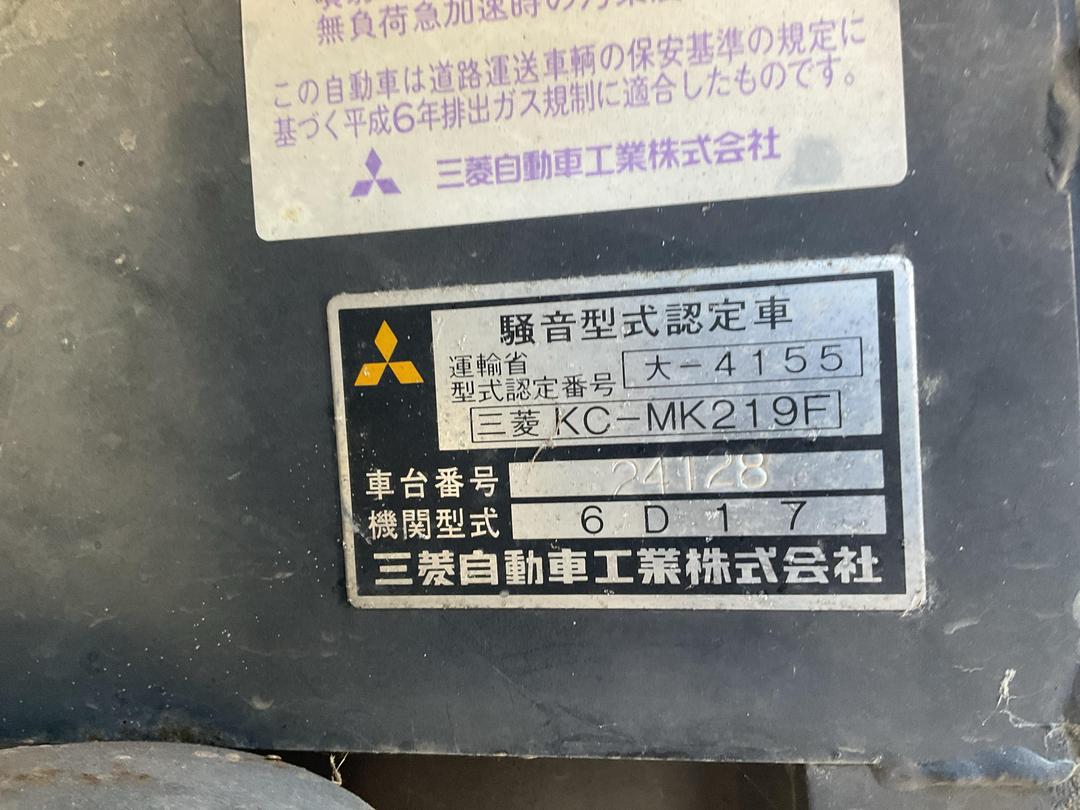 無負荷急加速時の汚染度
この自動車は道路運送車輌の保安基準の規定に
基づく平成6年排出ガス規制に適合したものです。
三菱自動車工業株式会社
騒音型式認定車
運輸省
型式認定番号 大-4155
三菱 KC-MK219F
車台番号 24128
機関型式 6D17
三菱自動車工業株式会社